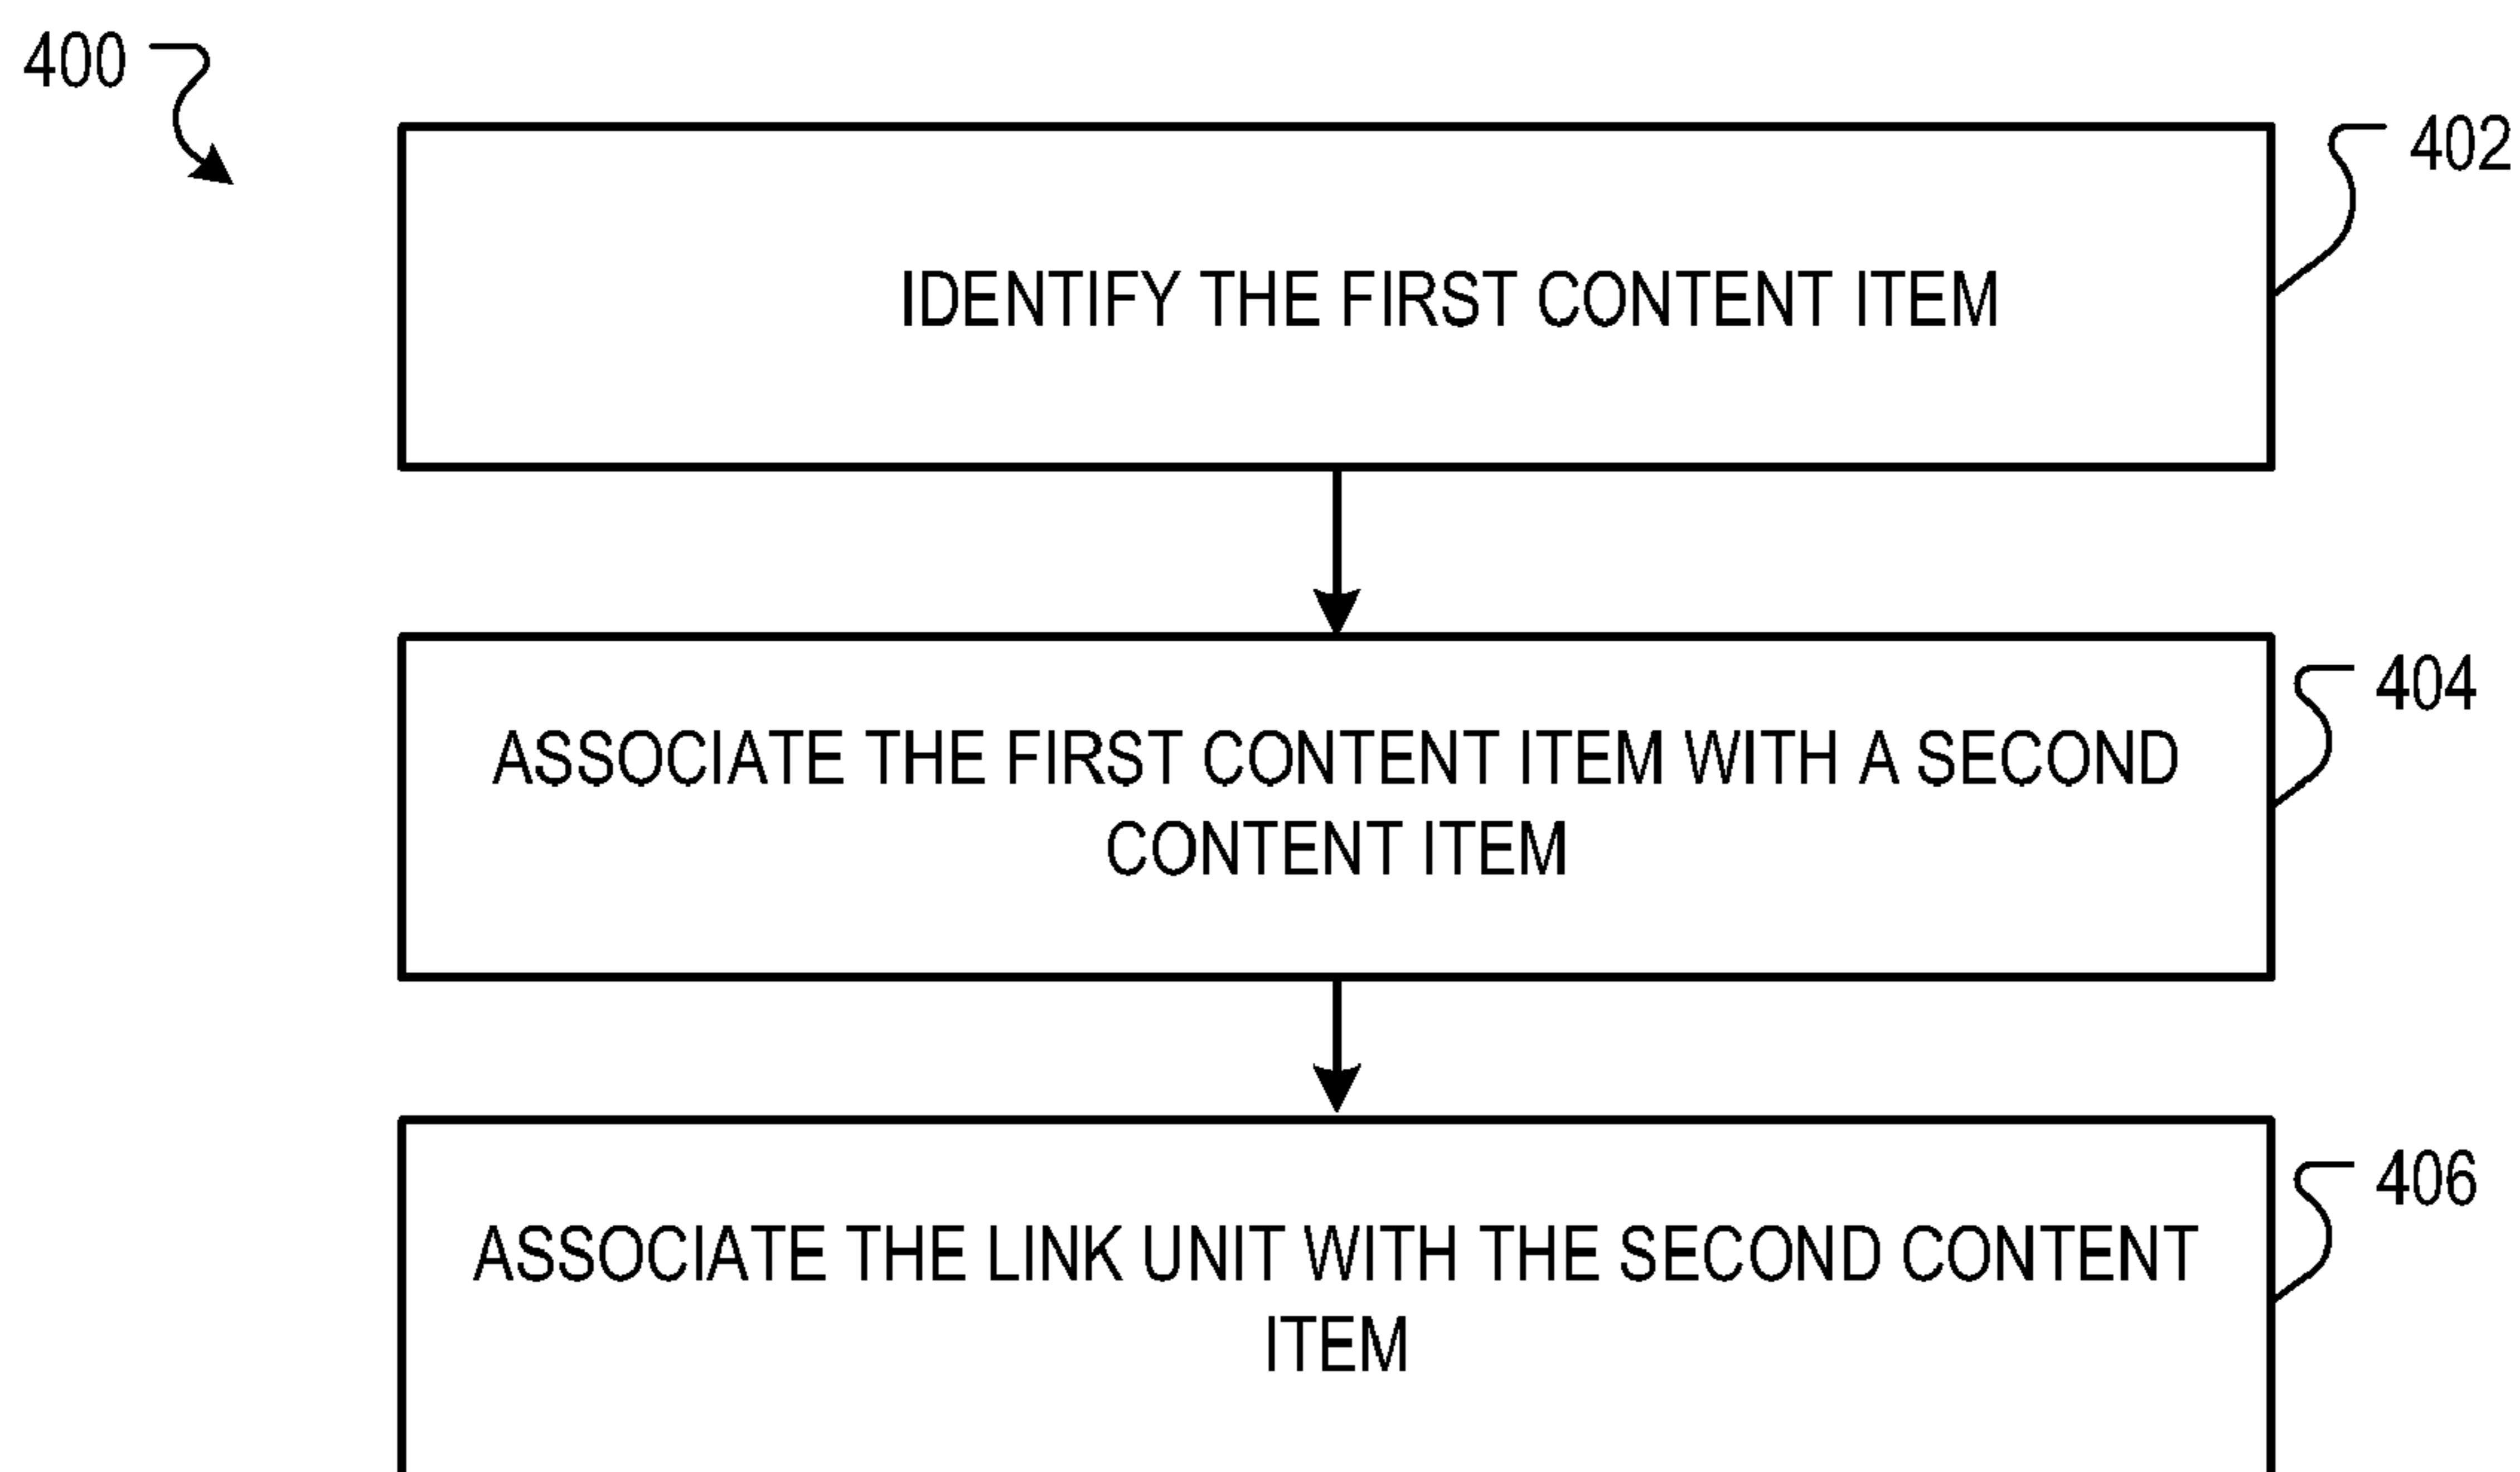 400
402
IDENTIFY THE FIRST CONTENT ITEM
404
ASSOCIATE THE FIRST CONTENT ITEM WITH A SECOND
CONTENT ITEM
406
ASSOCIATE THE LINK UNIT WITH THE SECOND CONTENT
ITEM